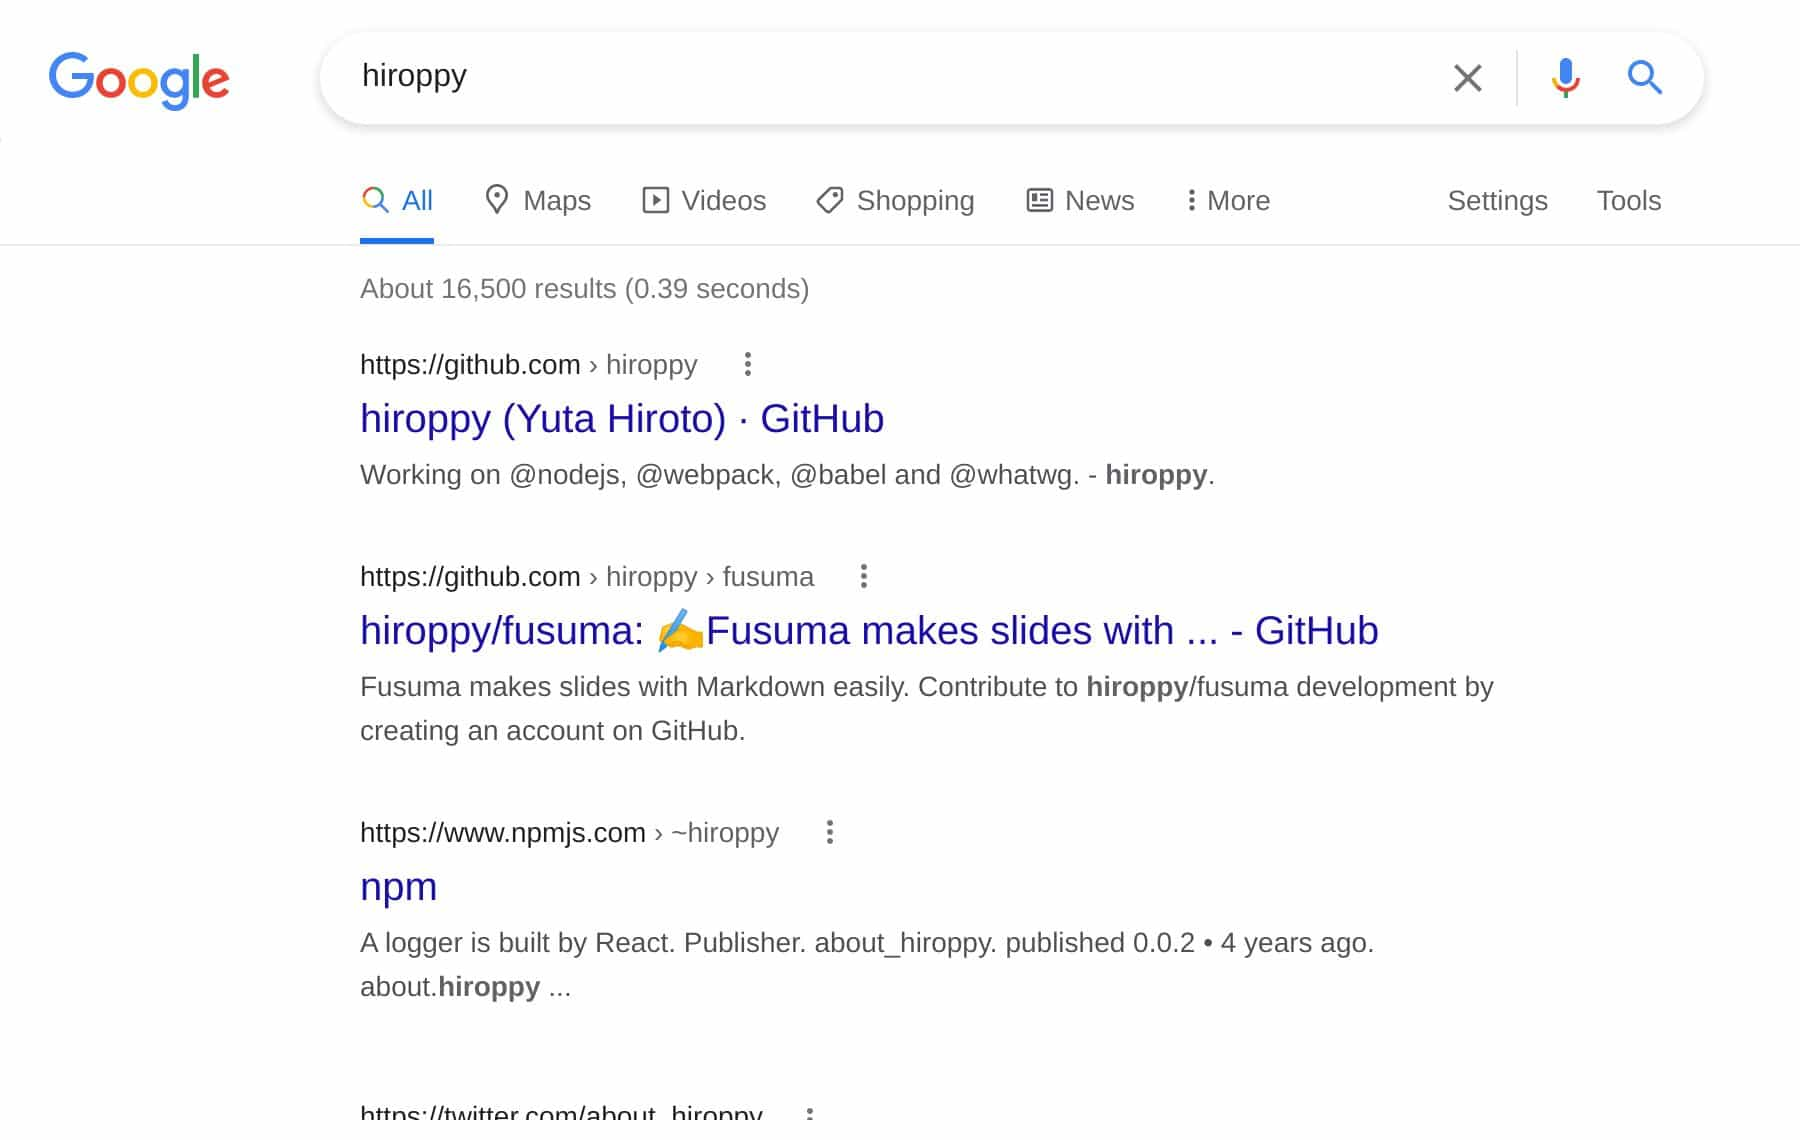 Google
hiroppy
All Maps Videos Shopping News More Settings Tools
About 16,500 results (0.39 seconds)
https://github.com › hiroppy
hiroppy (Yuta Hiroto) · GitHub
Working on @nodejs, @webpack, @babel and @whatwg. - hiroppy.
https://github.com › hiroppy › fusuma
hiroppy/fusuma: ✍Fusuma makes slides with ... - GitHub
Fusuma makes slides with Markdown easily. Contribute to hiroppy/fusuma development by
creating an account on GitHub.
https://www.npmjs.com › ~hiroppy
npm
A logger is built by React. Publisher. about_hiroppy. published 0.0.2 • 4 years ago.
about.hiroppy ...
https://twitter.com/about_hiroppy